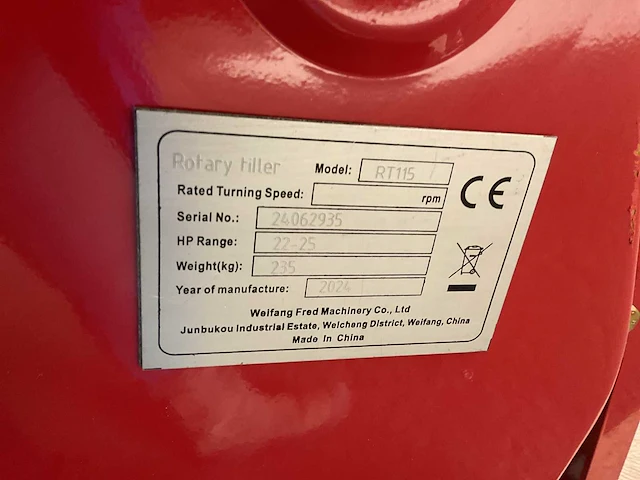 Rotary tiller Model: RT115
CE
Rated Turning Speed: rpm
Serial No.: 24062935
HP Range: 22-25
Weight(kg): 235
Year of manufacture: 2024
Weifang Fred Machinery Co., Ltd
Junbukou Industrial Estate, Weicheng District, Weifang, China
Made In China